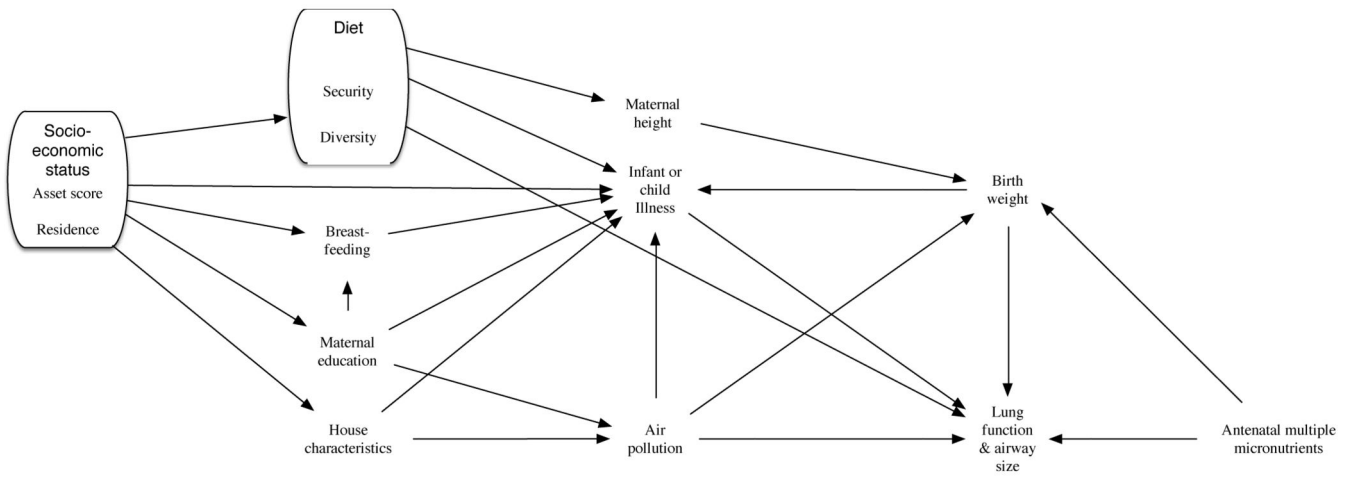 Diet
Security
Diversity
Socio-
economic
status
Asset score
Residence
Maternal
height
Infant or
child
Illness
Birth
weight
Breast-
feeding
Maternal
education
House
characteristics
Air
pollution
Lung
function
& airway
size
Antenatal multiple
micronutrients